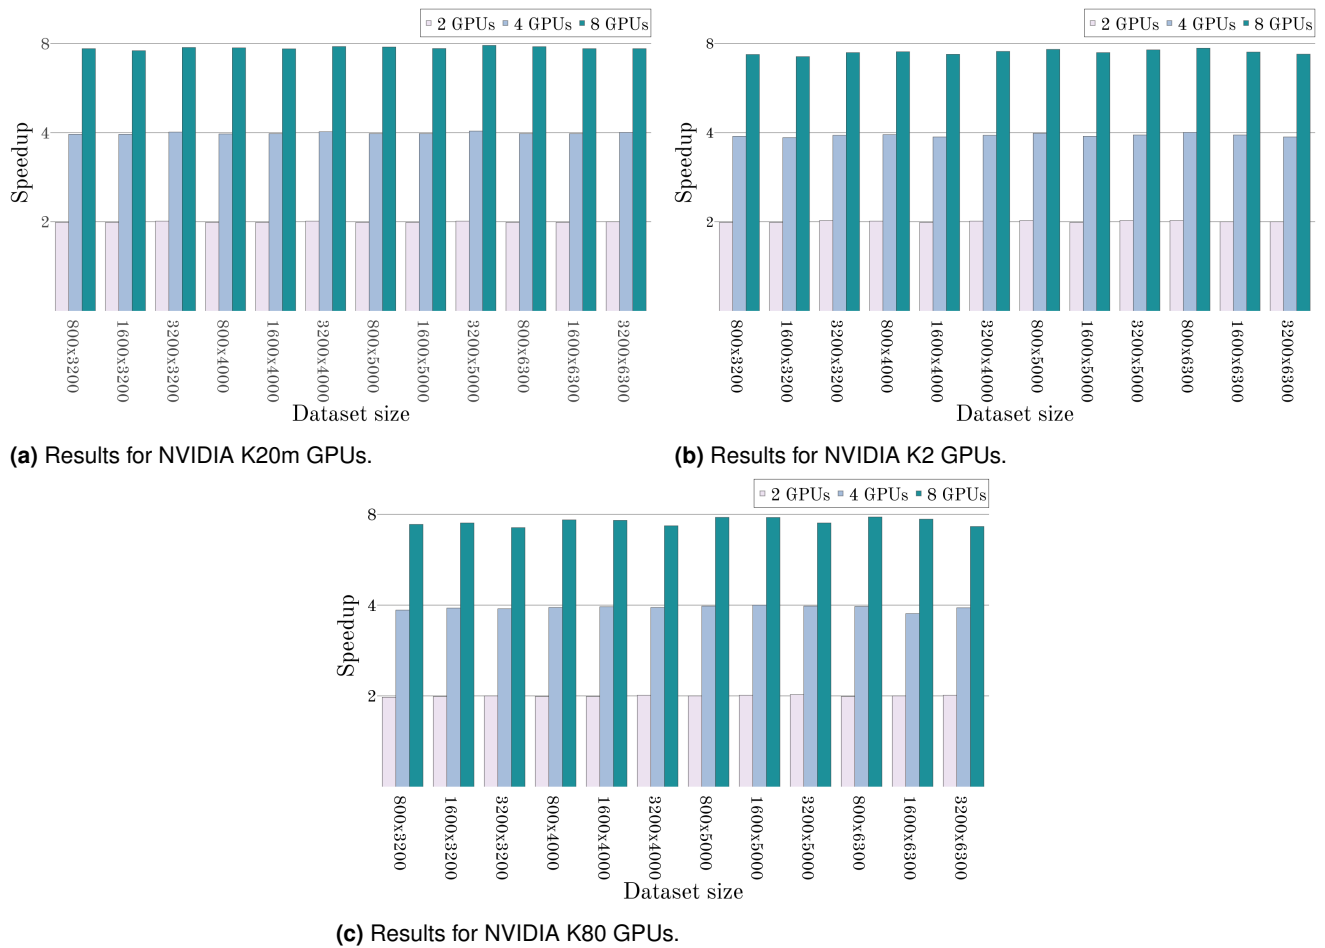 2 GPUs 4 GPUs 8 GPUs
8
4
2
Speedup
800x3200
1600x3200
3200x3200
800x4000
1600x4000
3200x4000
800x5000
1600x5000
3200x5000
800x6300
1600x6300
3200x6300
Dataset size
(a) Results for NVIDIA K20m GPUs.
2 GPUs 4 GPUs 8 GPUs
8
4
2
Speedup
800x3200
1600x3200
3200x3200
800x4000
1600x4000
3200x4000
800x5000
1600x5000
3200x5000
800x6300
1600x6300
3200x6300
Dataset size
(b) Results for NVIDIA K2 GPUs.
2 GPUs 4 GPUs 8 GPUs
8
4
2
Speedup
800x3200
1600x3200
3200x3200
800x4000
1600x4000
3200x4000
800x5000
1600x5000
3200x5000
800x6300
1600x6300
3200x6300
Dataset size
(c) Results for NVIDIA K80 GPUs.